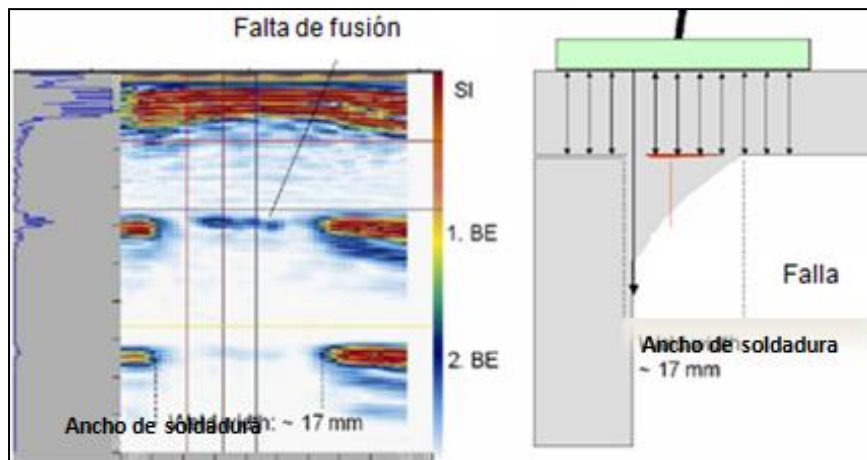 Falta de fusión
SI
1. BE
2. BE
Ancho de soldadura: ~ 17 mm
Falla
Ancho de soldadura
~ 17 mm